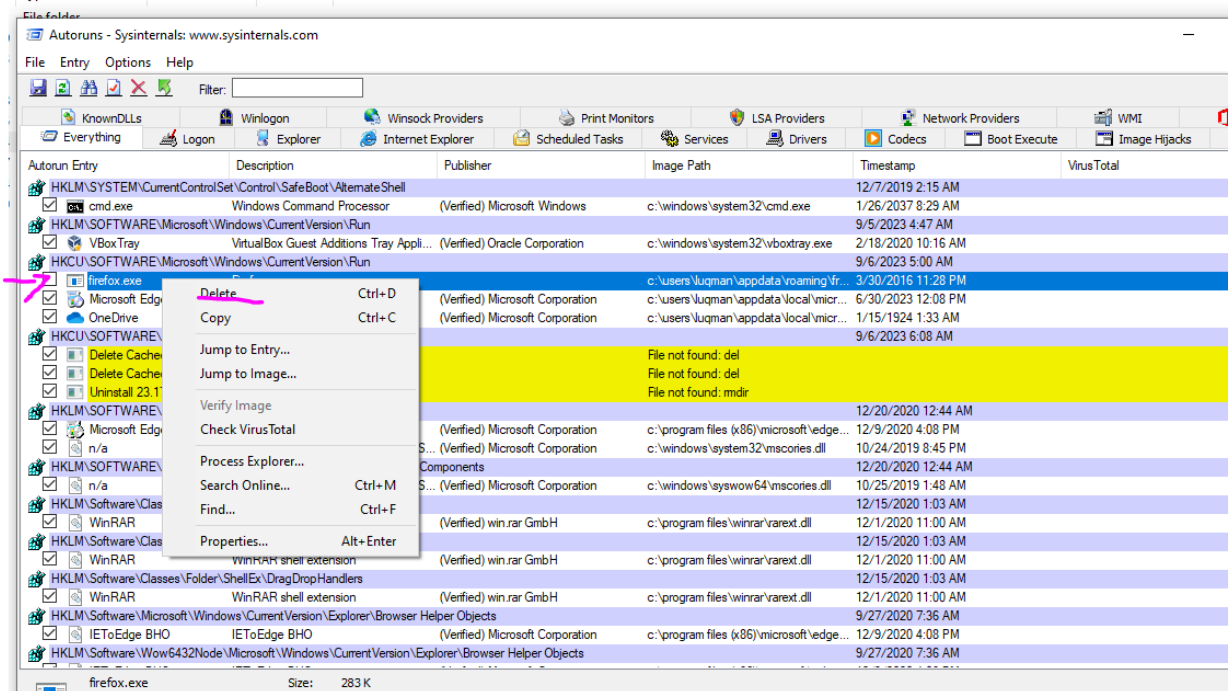 File folder
Autoruns - Sysinternals: www.sysinternals.com
File Entry Options Help
Filter:
KnownDLLs Winlogon Winsock Providers Print Monitors LSA Providers Network Providers WMI
Everything Logon Explorer Internet Explorer Scheduled Tasks Services Drivers Codecs Boot Execute Image Hijacks
Autorun Entry Description Publisher Image Path Timestamp VirusTotal
HKLM\SYSTEM\CurrentControlSet\Control\SafeBoot\AlternateShell 12/7/2019 2:15 AM
cmd.exe Windows Command Processor (Verified) Microsoft Windows c:\windows\system32\cmd.exe 1/26/2037 8:29 AM
HKLM\SOFTWARE\Microsoft\Windows\CurrentVersion\Run 9/5/2023 4:47 AM
VBoxTray VirtualBox Guest Additions Tray Appli... (Verified) Oracle Corporation c:\windows\system32\vboxtray.exe 2/18/2020 10:16 AM
HKCU\SOFTWARE\Microsoft\Windows\CurrentVersion\Run 9/6/2023 5:00 AM
firefox.exe c:\users\luqman\appdata\roaming\fr... 3/30/2016 11:28 PM
Microsoft Edg (Verified) Microsoft Corporation c:\users\luqman\appdata\local\micr... 6/30/2023 12:08 PM
OneDrive (Verified) Microsoft Corporation c:\users\luqman\appdata\local\micr... 1/15/1924 1:33 AM
HKCU\SOFTWARE\ 9/6/2023 6:08 AM
Delete Cache File not found: del
Delete Cache File not found: del
Uninstall 23.1 File not found: rmdir
HKLM\SOFTWARE\ 12/20/2020 12:44 AM
Microsoft Edg (Verified) Microsoft Corporation c:\program files (x86)\microsoft\edge... 12/9/2020 4:08 PM
n/a S... (Verified) Microsoft Corporation c:\windows\system32\mscories.dll 10/24/2019 8:45 PM
HKLM\SOFTWARE\ Components 12/20/2020 12:44 AM
n/a S... (Verified) Microsoft Corporation c:\windows\syswow64\mscories.dll 10/25/2019 1:48 AM
HKLM\Software\Clas 12/15/2020 1:03 AM
WinRAR (Verified) win.rar GmbH c:\program files\winrar\rarext.dll 12/1/2020 11:00 AM
HKLM\Software\Clas 12/15/2020 1:03 AM
WinRAR WinRAR shell extension (Verified) win.rar GmbH c:\program files\winrar\rarext.dll 12/1/2020 11:00 AM
HKLM\Software\Classes\Folder\ShellEx\DragDropHandlers 12/15/2020 1:03 AM
WinRAR WinRAR shell extension (Verified) win.rar GmbH c:\program files\winrar\rarext.dll 12/1/2020 11:00 AM
HKLM\Software\Microsoft\Windows\CurrentVersion\Explorer\Browser Helper Objects 9/27/2020 7:36 AM
IEToEdge BHO IEToEdge BHO (Verified) Microsoft Corporation c:\program files (x86)\microsoft\edge... 12/9/2020 4:08 PM
HKLM\Software\Wow6432Node\Microsoft\Windows\CurrentVersion\Explorer\Browser Helper Objects 9/27/2020 7:36 AM
Delete Ctrl+D
Copy Ctrl+C
Jump to Entry...
Jump to Image...
Verify Image
Check VirusTotal
Process Explorer...
Search Online... Ctrl+M
Find... Ctrl+F
Properties... Alt+Enter
firefox.exe Size: 283 K